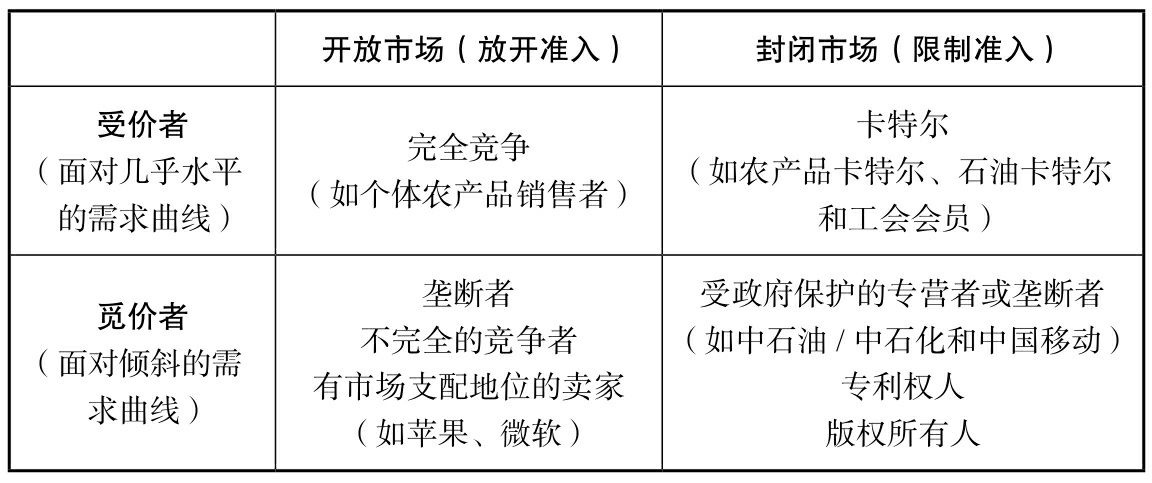 开放市场（放开准入）
封闭市场（限制准入）
受价者
（面对几乎水平
的需求曲线）
完全竞争
（如个体农产品销售者）
卡特尔
（如农产品卡特尔、石油卡特尔
和工会会员）
觅价者
（面对倾斜的需
求曲线）
垄断者
不完全的竞争者
有市场支配地位的卖家
（如苹果、微软）
受政府保护的专营者或垄断者
（如中石油 / 中石化和中国移动）
专利权人
版权所有人